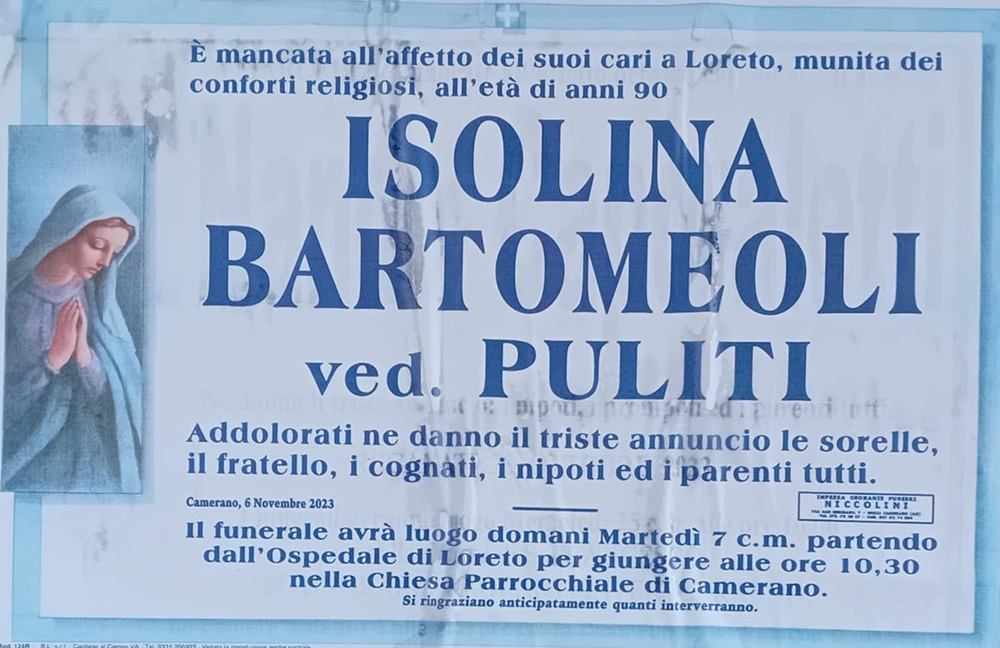 È mancata all'affetto dei suoi cari a Loreto, munita dei
conforti religiosi, all'età di anni 90
ISOLINA
BARTOMEOLI
ved. PULITI
Addolorati ne danno il triste annuncio le sorelle,
il fratello, i cognati, i nipoti ed i parenti tutti.
Camerano, 6 Novembre 2023
IMPRESA ONORANZE FUNEBRI
NICCOLINI
Il funerale avrà luogo domani Martedì 7 c.m. partendo
dall'Ospedale di Loreto per giungere alle ore 10,30
nella Chiesa Parrocchiale di Camerano.
Si ringraziano anticipatamente quanti interverranno.